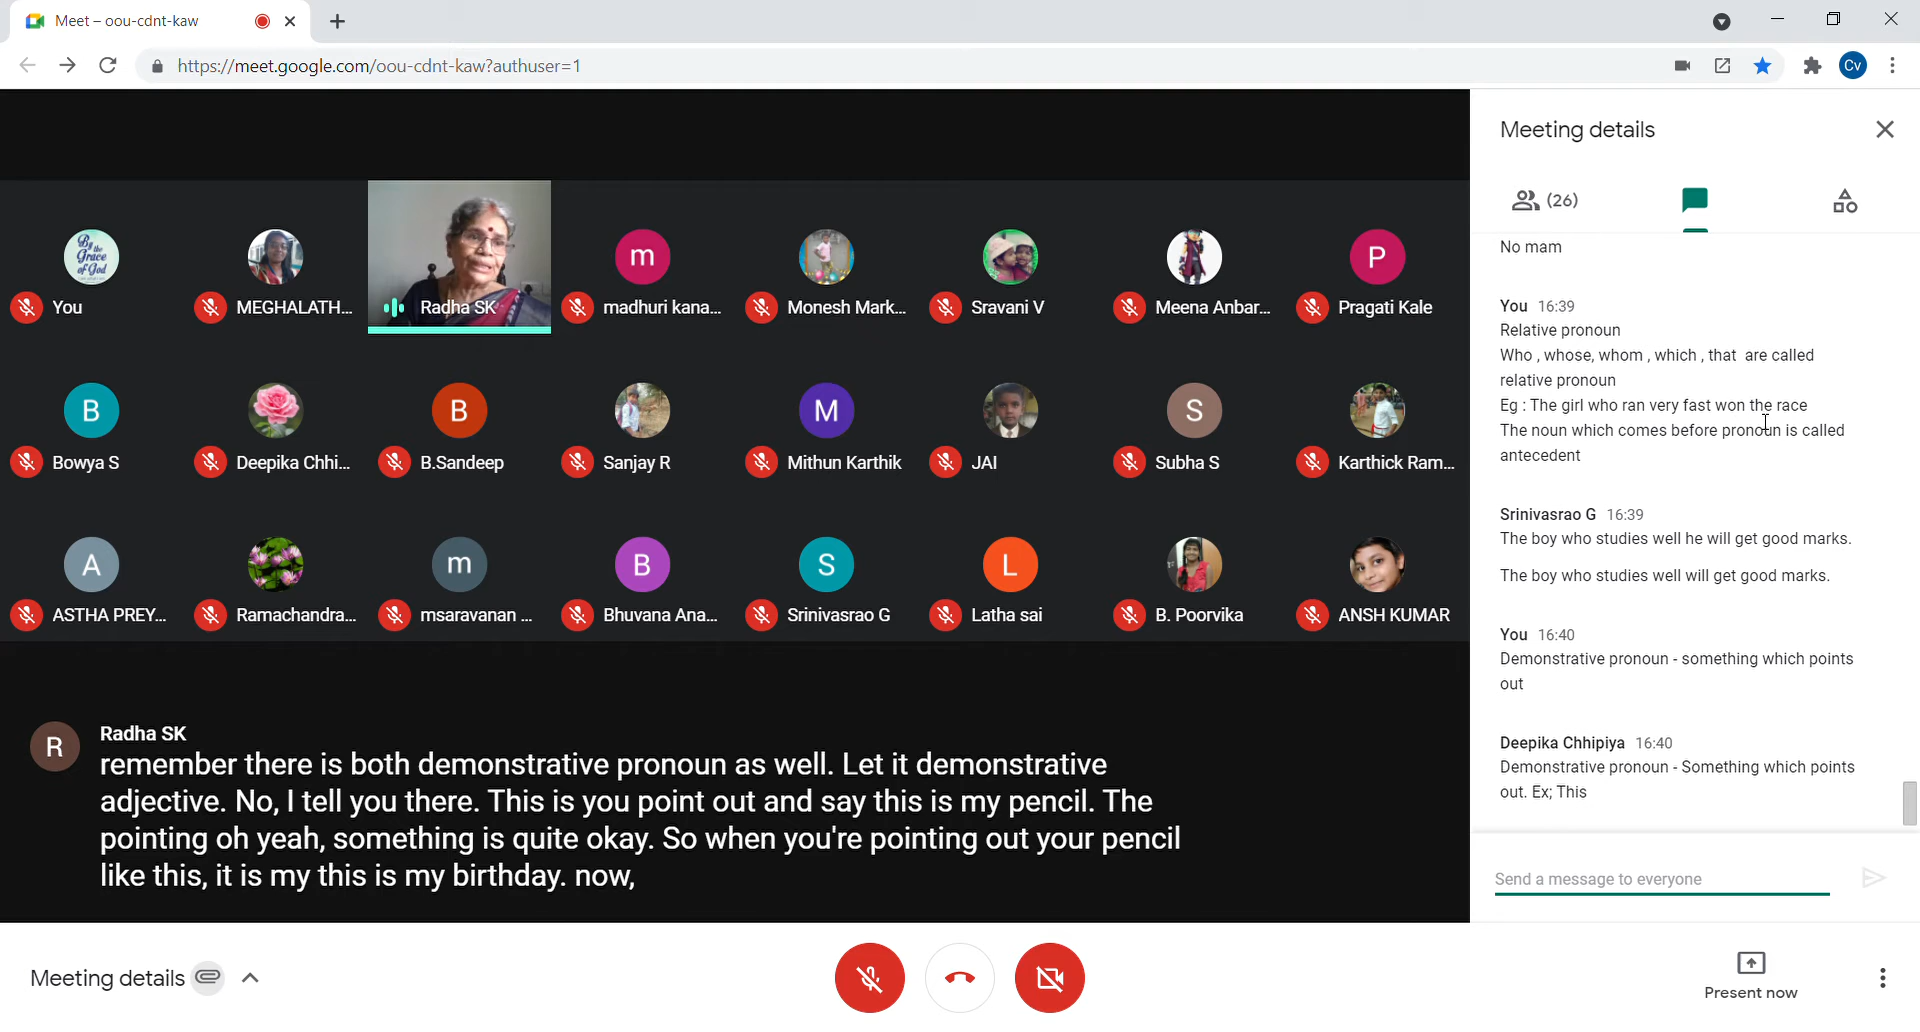 Meet – oou-cdnt-kaw
https://meet.google.com/oou-cdnt-kaw?authuser=1
Cv
Meeting details
(26)
By the Grace of God
m
P
You
MEGHALATH...
Radha SK
madhuri kana...
Monesh Mark...
Sravani V
Meena Anbar...
Pragati Kale
B
B
M
S
Bowya S
Deepika Chhi...
B.Sandeep
Sanjay R
Mithun Karthik
JAI
Subha S
Karthick Ram...
A
m
B
S
L
ASTHA PREY...
Ramachandra...
msaravanan ...
Bhuvana Ana...
Srinivasrao G
Latha sai
B. Poorvika
ANSH KUMAR
R
Radha SK
remember there is both demonstrative pronoun as well. Let it demonstrative
adjective. No, I tell you there. This is you point out and say this is my pencil. The
pointing oh yeah, something is quite okay. So when you're pointing out your pencil
like this, it is my this is my birthday. now,
No mam
You 16:39
Relative pronoun
Who , whose, whom , which , that are called
relative pronoun
Eg : The girl who ran very fast won the race
The noun which comes before pronoun is called
antecedent
Srinivasrao G 16:39
The boy who studies well he will get good marks.
The boy who studies well will get good marks.
You 16:40
Demonstrative pronoun - something which points
out
Deepika Chhipiya 16:40
Demonstrative pronoun - Something which points
out. Ex; This
Send a message to everyone
Meeting details
Present now